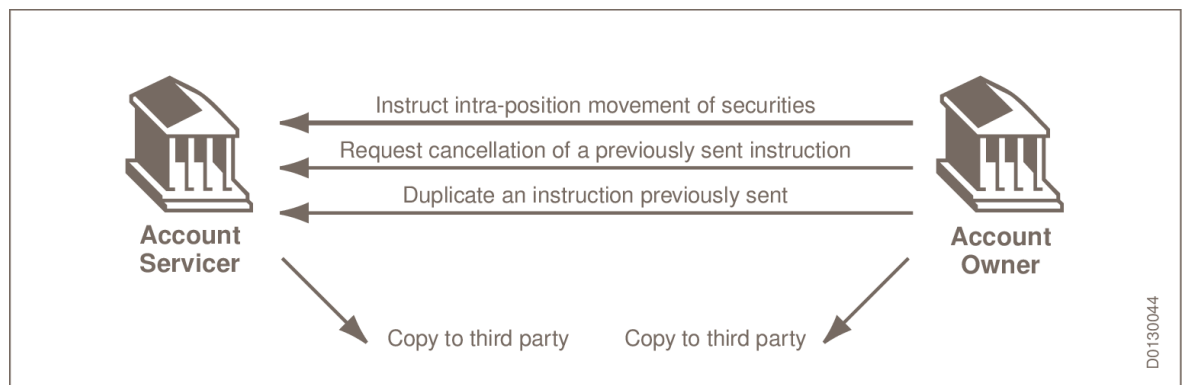 Instruct intra-position movement of securities
Request cancellation of a previously sent instruction
Duplicate an instruction previously sent
Account
Servicer
Account
Owner
Copy to third party
Copy to third party
D0130044